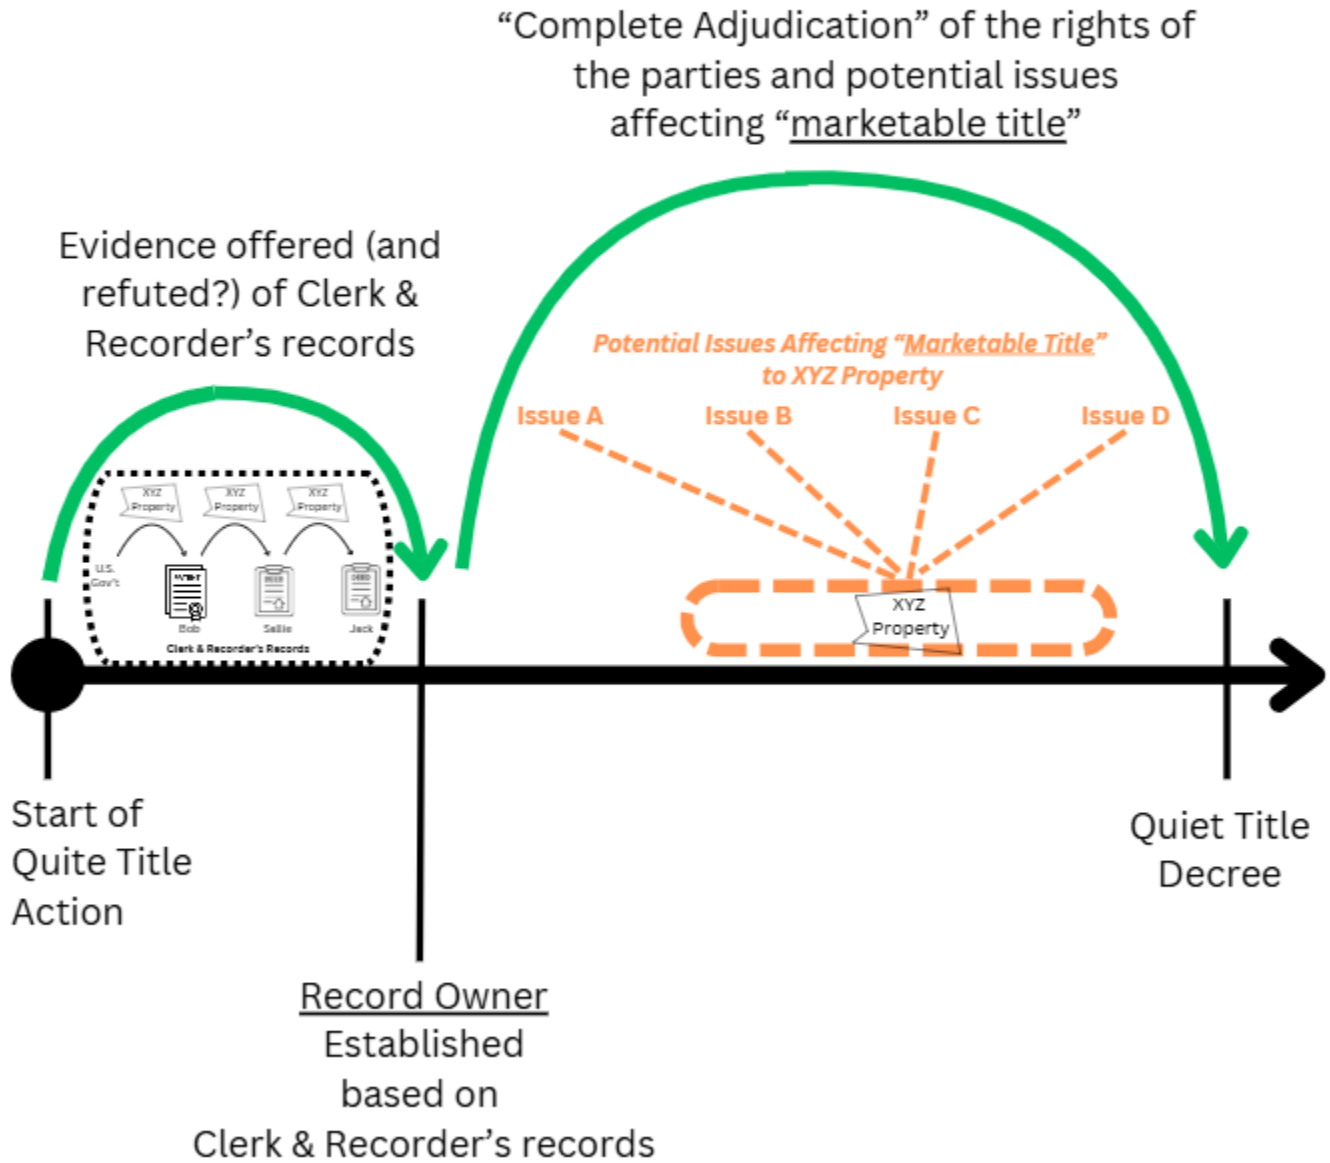 “Complete Adjudication” of the rights of
the parties and potential issues
affecting “marketable title”
Evidence offered (and
refuted?) of Clerk &
Recorder’s records
Potential Issues Affecting “Marketable Title”
to XYZ Property
Issue A
Issue B
Issue C
Issue D
XYZ
Property
XYZ
Property
XYZ
Property
U.S.
Gov't
PATENT
DEED
DEED
Bob
Sallie
Jack
Clerk & Recorder's Records
XYZ
Property
Start of
Quite Title
Action
Quiet Title
Decree
Record Owner
Established
based on
Clerk & Recorder’s records